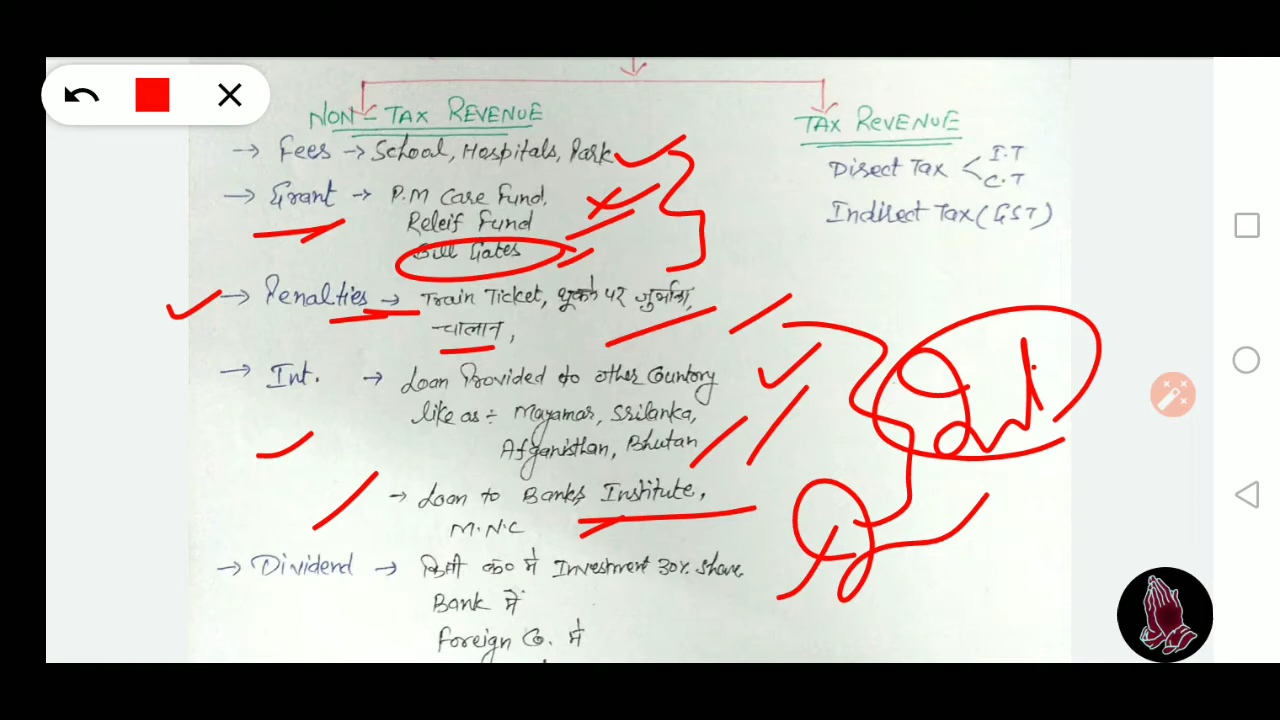 NON-TAX REVENUE
TAX REVENUE
→ Fees → School, Hospitals, Park
→ Grant → P.M Care Fund,
Releif Fund
Bill Gates
→ Penalties → Train Ticket, थूकने पर जुर्माना,
चालान,
→ Int. → Loan Provided to other Country
like as ÷ Mayamar, Srilanka,
Afganisthan, Bhutan
→ Loan to Banks, Institute,
M.N.C
→ Dividend → किसी क० में Investment 30% share
Bank में
Foreign Co. में
Direct Tax < I.T
C.T
Indirect Tax (GST)